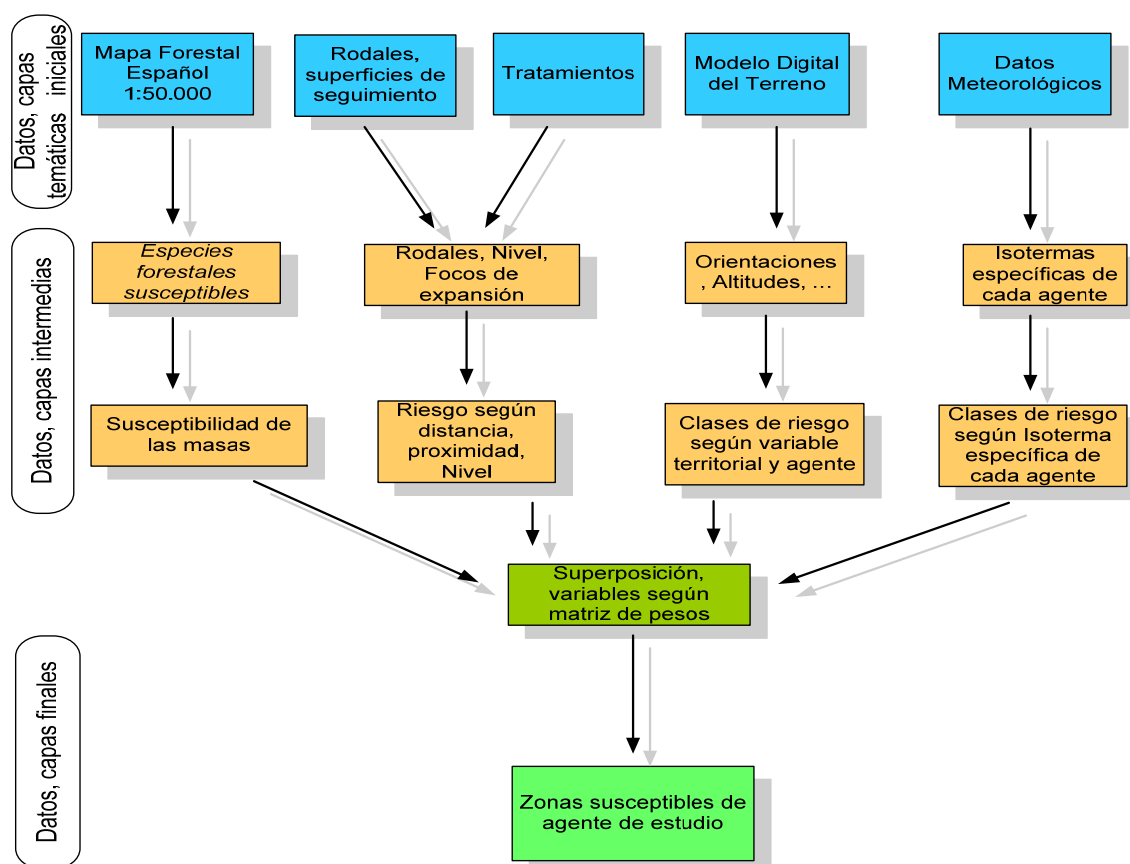 Datos, capas
temáticas iniciales
Mapa Forestal
Español
1:50.000
Rodales,
superficies de
seguimiento
Tratamientos
Modelo Digital
del Terreno
Datos
Meteorológicos
Datos, capas intermedias
Especies
forestales
susceptibles
Rodales, Nivel,
Focos de
expansión
Orientaciones
, Altitudes, ...
Isotermas
específicas de
cada agente
Susceptibilidad de
las masas
Riesgo según
distancia,
proximidad,
Nivel
Clases de riesgo
según variable
territorial y agente
Clases de riesgo
según Isoterma
específica de
cada agente
Superposición,
variables según
matriz de pesos
Datos, capas finales
Zonas susceptibles de
agente de estudio